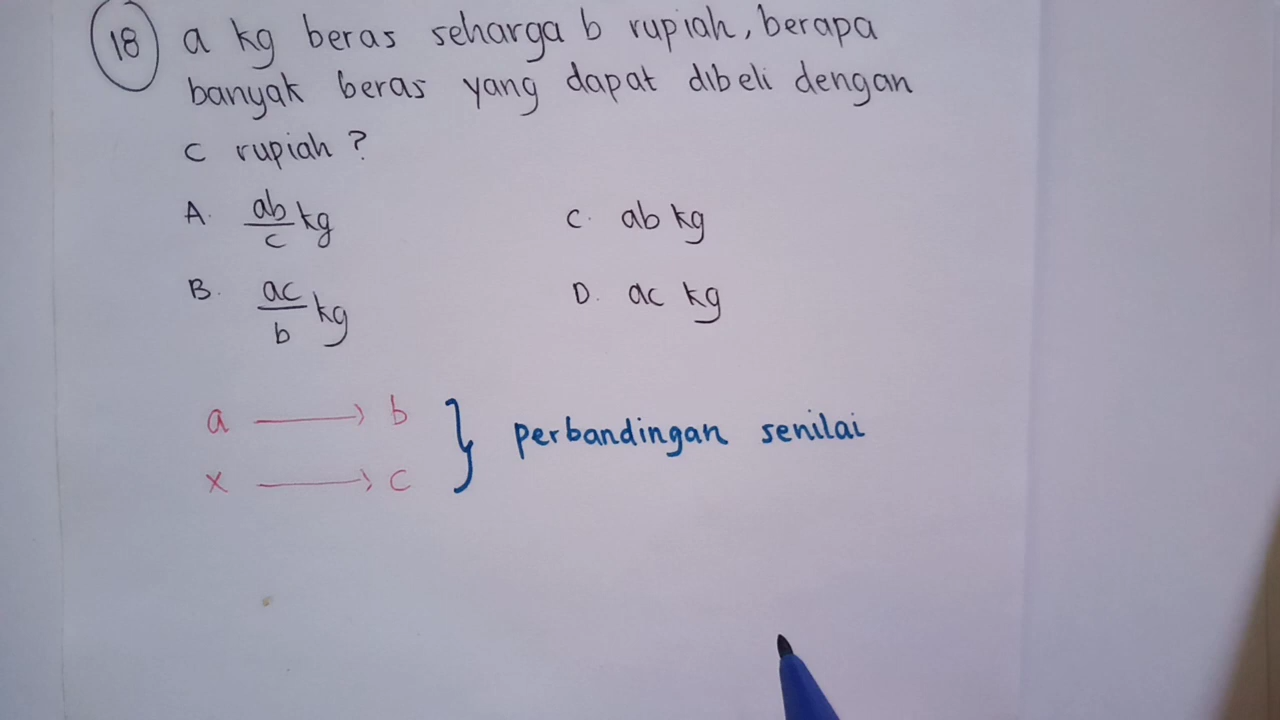 18 a kg beras seharga b rupiah, berapa
banyak beras yang dapat dibeli dengan
c rupiah ?
A. ab/c kg
C. ab kg
B. ac/b kg
D. ac kg
a → b } perbandingan senilai
x → c